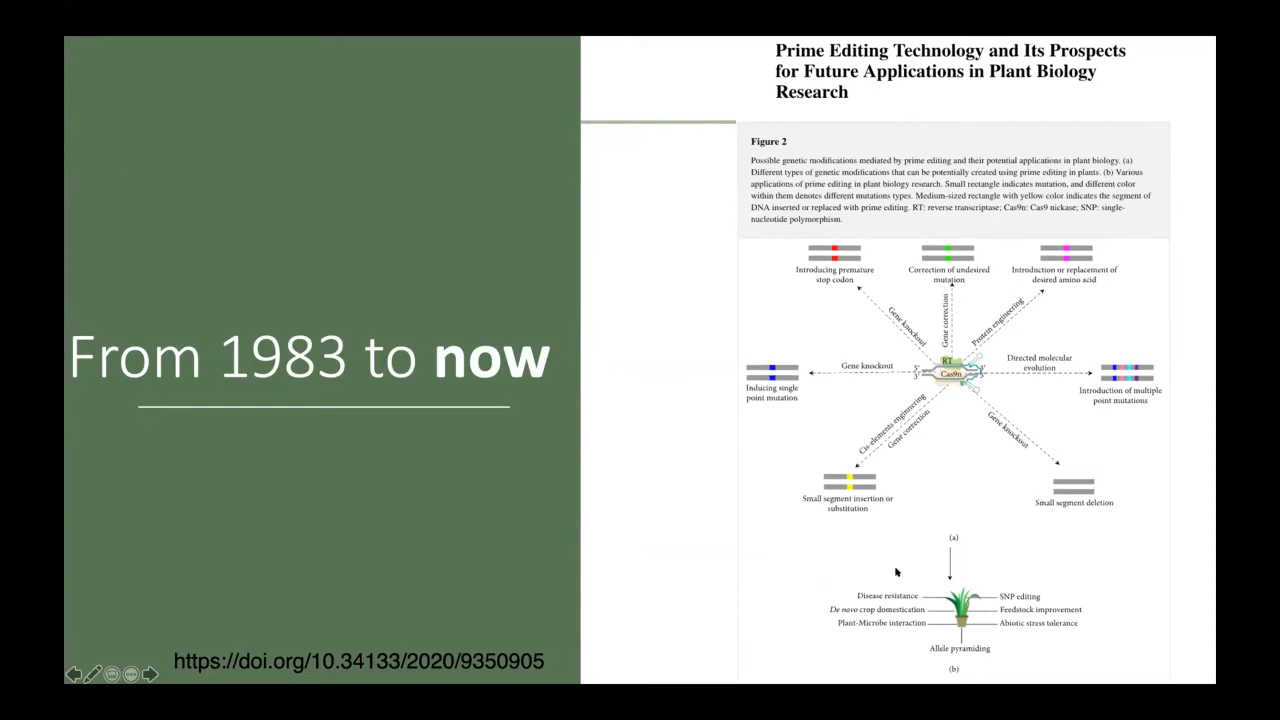 From 1983 to now
https://doi.org/10.34133/2020/9350905
Prime Editing Technology and Its Prospects
for Future Applications in Plant Biology
Research
Figure 2
Possible genetic modifications mediated by prime editing and their potential applications in plant biology. (a)
Different types of genetic modifications that can be potentially created using prime editing in plants. (b) Various
applications of prime editing in plant biology research. Small rectangle indicates mutation, and different color
within them denotes different mutations types. Medium-sized rectangle with yellow color indicates the segment of
DNA inserted or replaced with prime editing. RT: reverse transcriptase; Cas9n: Cas9 nickase; SNP: single-
nucleotide polymorphism.
Introducing premature
stop codon
Correction of undesired
mutation
Introduction or replacement of
desired amino acid
Gene knockout
Gene correction
Protein engineering
Gene knockout
RT
Cas9n
5'
3'
3'
5'
Directed molecular
evolution
Inducing single
point mutation
Introduction of multiple
point mutations
Cis-elements enginnering
Gene correction
Gene knockout
Small segment insertion or
substitution
Small segment deletion
(a)
Disease resistance
SNP editing
De novo crop domestication
Feedstock improvement
Plant-Microbe interaction
Abiotic stress tolerance
Allele pyramiding
(b)